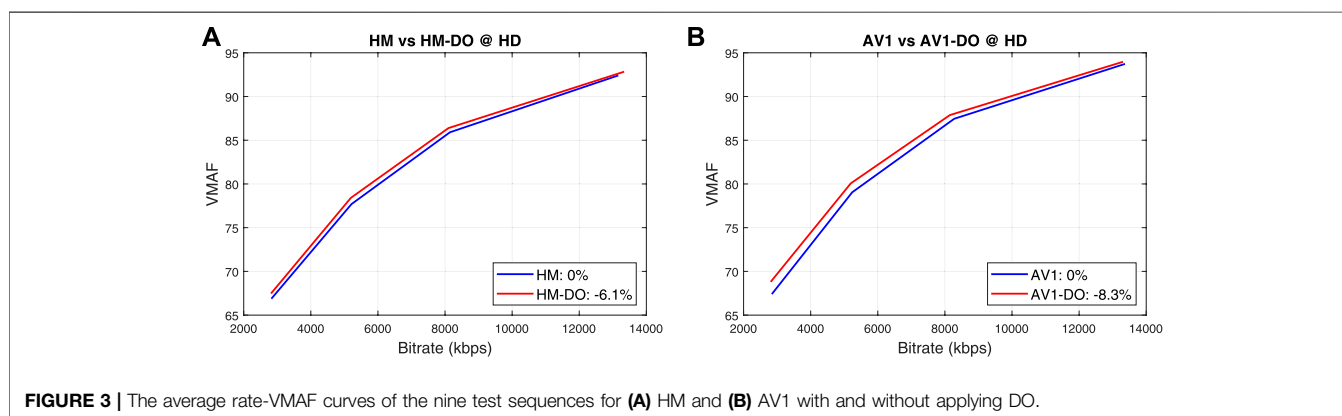 A
HM vs HM-DO @ HD
95
90
85
80
75
70
65
VMAF
2000 4000 6000 8000 10000 12000 14000
Bitrate (kbps)
HM: 0%
HM-DO: -6.1%
B
AV1 vs AV1-DO @ HD
95
90
85
80
75
70
65
VMAF
2000 4000 6000 8000 10000 12000 14000
Bitrate (kbps)
AV1: 0%
AV1-DO: -8.3%
FIGURE 3 | The average rate-VMAF curves of the nine test sequences for (A) HM and (B) AV1 with and without applying DO.